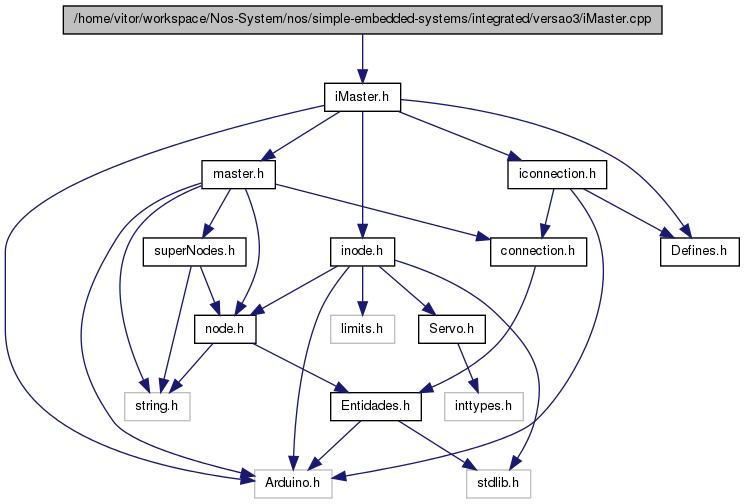 /home/vitor/workspace/Nos-System/nos/simple-embedded-systems/integrated/versao3/iMaster.cpp
iMaster.h
master.h
iconnection.h
superNodes.h
inode.h
connection.h
Defines.h
node.h
limits.h
Servo.h
string.h
Entidades.h
inttypes.h
Arduino.h
stdlib.h